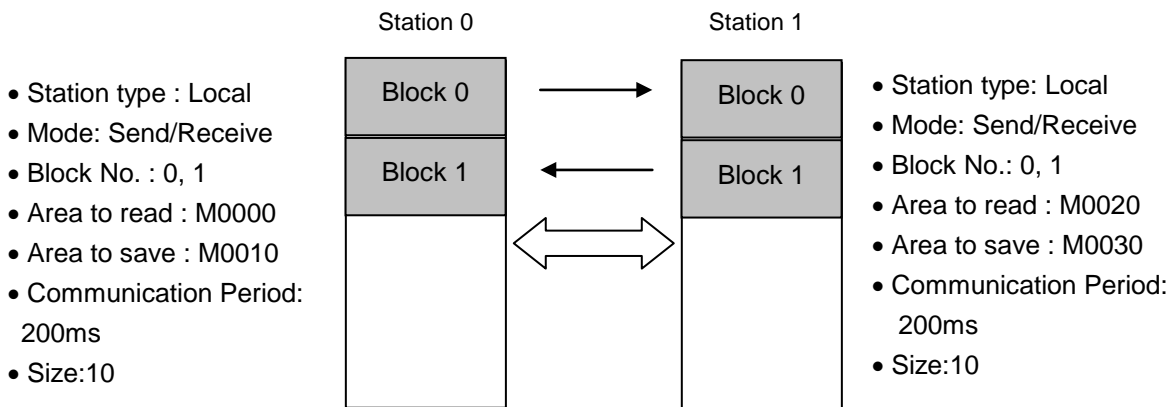 Station 0
Station 1
• Station type : Local
• Mode: Send/Receive
• Block No. : 0, 1
• Area to read : M0000
• Area to save : M0010
• Communication Period:
200ms
• Size:10
Block 0
Block 1
Block 0
Block 1
• Station type: Local
• Mode: Send/Receive
• Block No.: 0, 1
• Area to read : M0020
• Area to save : M0030
• Communication Period:
200ms
• Size:10